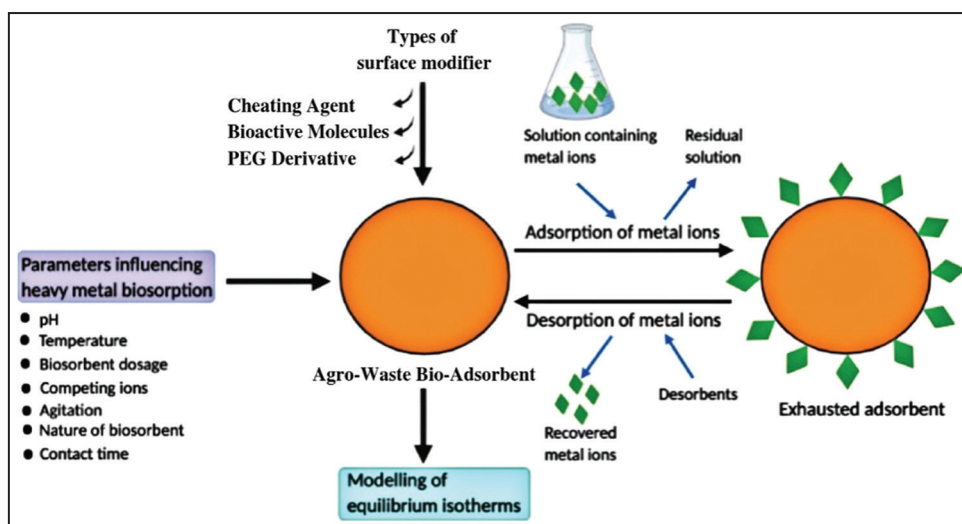 Types of
surface modifier
Cheating Agent
Bioactive Molecules
PEG Derivative
Solution containing
metal ions
Residual
solution
Adsorption of metal ions
Parameters influencing
heavy metal biosorption
pH
Temperature
Biosorbent dosage
Competing ions
Agitation
Nature of biosorbent
Contact time
Desorption of metal ions
Agro-Waste Bio-Adsorbent
Recovered
metal ions
Desorbents
Exhausted adsorbent
Modelling of
equilibrium isotherms